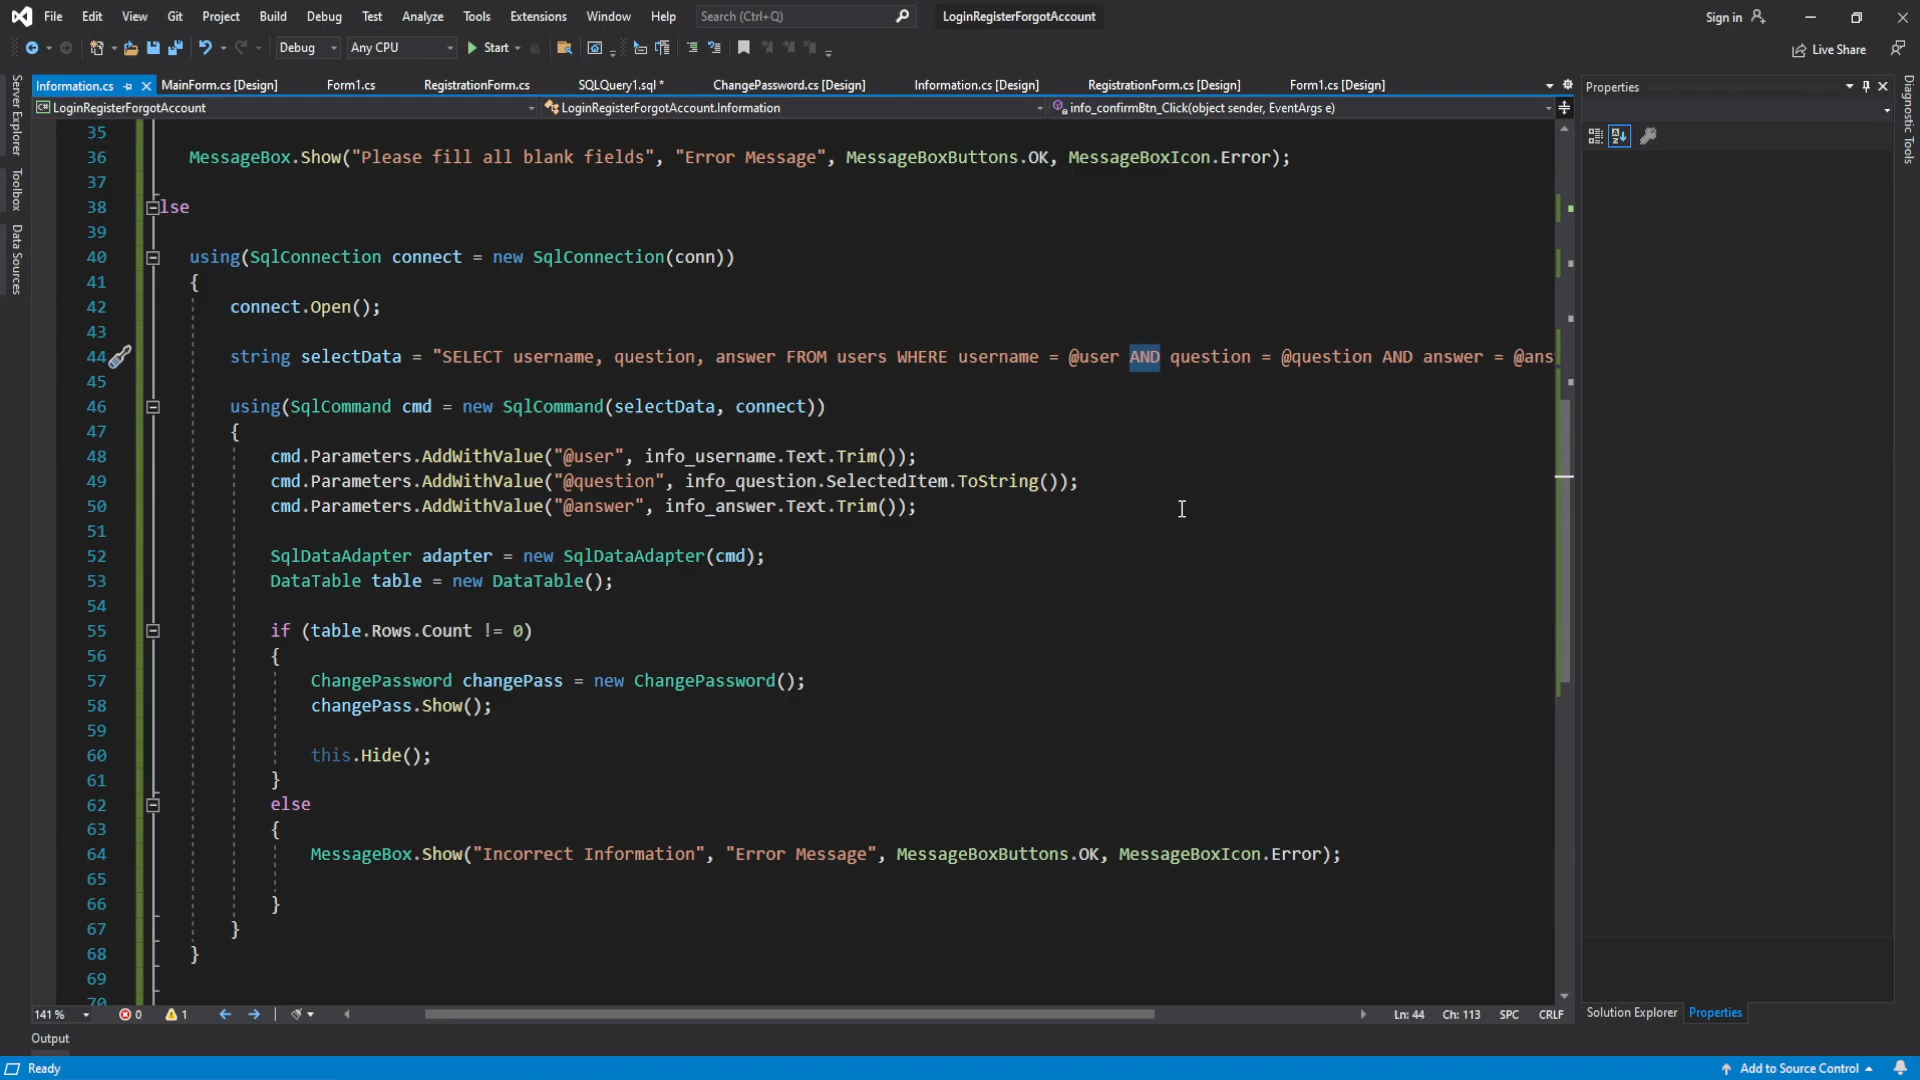 File Edit View Git Project Build Debug Test Analyze Tools Extensions Window Help Search (Ctrl+Q) LoginRegisterForgotAccount Sign in
Debug Any CPU Start Live Share
Information.cs MainForm.cs [Design] Form1.cs RegistrationForm.cs SQLQuery1.sql * ChangePassword.cs [Design] Information.cs [Design] RegistrationForm.cs [Design] Form1.cs [Design]
LoginRegisterForgotAccount LoginRegisterForgotAccount.Information info_confirmBtn_Click(object sender, EventArgs e)
Server Explorer
Toolbox
Data Sources
35
36 MessageBox.Show("Please fill all blank fields", "Error Message", MessageBoxButtons.OK, MessageBoxIcon.Error);
37
38 lse
39
40 using(SqlConnection connect = new SqlConnection(conn))
41 {
42 connect.Open();
43
44 string selectData = "SELECT username, question, answer FROM users WHERE username = @user AND question = @question AND answer = @ans
45
46 using(SqlCommand cmd = new SqlCommand(selectData, connect))
47 {
48 cmd.Parameters.AddWithValue("@user", info_username.Text.Trim());
49 cmd.Parameters.AddWithValue("@question", info_question.SelectedItem.ToString());
50 cmd.Parameters.AddWithValue("@answer", info_answer.Text.Trim());
51
52 SqlDataAdapter adapter = new SqlDataAdapter(cmd);
53 DataTable table = new DataTable();
54
55 if (table.Rows.Count != 0)
56 {
57 ChangePassword changePass = new ChangePassword();
58 changePass.Show();
59
60 this.Hide();
61 }
62 else
63 {
64 MessageBox.Show("Incorrect Information", "Error Message", MessageBoxButtons.OK, MessageBoxIcon.Error);
65
66 }
67 }
68 }
69
70
141 % 0 1 Ln: 44 Ch: 113 SPC CRLF
Properties
Diagnostic Tools
Solution Explorer Properties
Output
Ready Add to Source Control